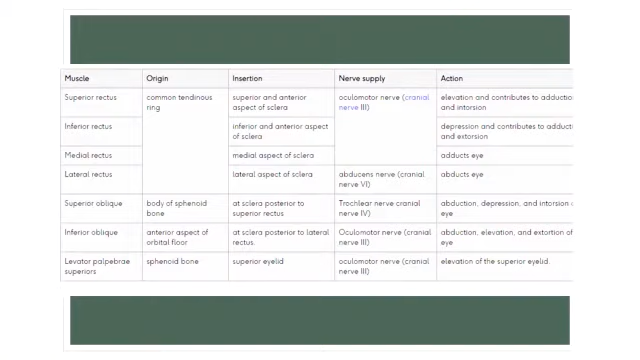 Muscle Origin Insertion Nerve supply Action
Superior rectus common tendinous superior and anterior oculomotor nerve (cranial elevation and contributes to adductio
ring aspect of sclera nerve III) and intorsion
Inferior rectus inferior and anterior aspect depression and contributes to adducti
of sclera and extorsion
Medial rectus medial aspect of sclera adducts eye
Lateral rectus lateral aspect of sclera abducens nerve (cranial abducts eye
nerve VI)
Superior oblique body of sphenoid at sclera posterior to Trochlear nerve cranial abduction, depression, and intorsion
bone superior rectus nerve IV) eye
Inferior oblique anterior aspect of at sclera posterior to lateral Oculomotor nerve (cranial abduction, elevation, and extortion of
orbital floor rectus. nerve III) eye
Levator palpebrae sphenoid bone superior eyelid oculomotor nerve (cranial elevation of the superior eyelid.
superiors nerve III)